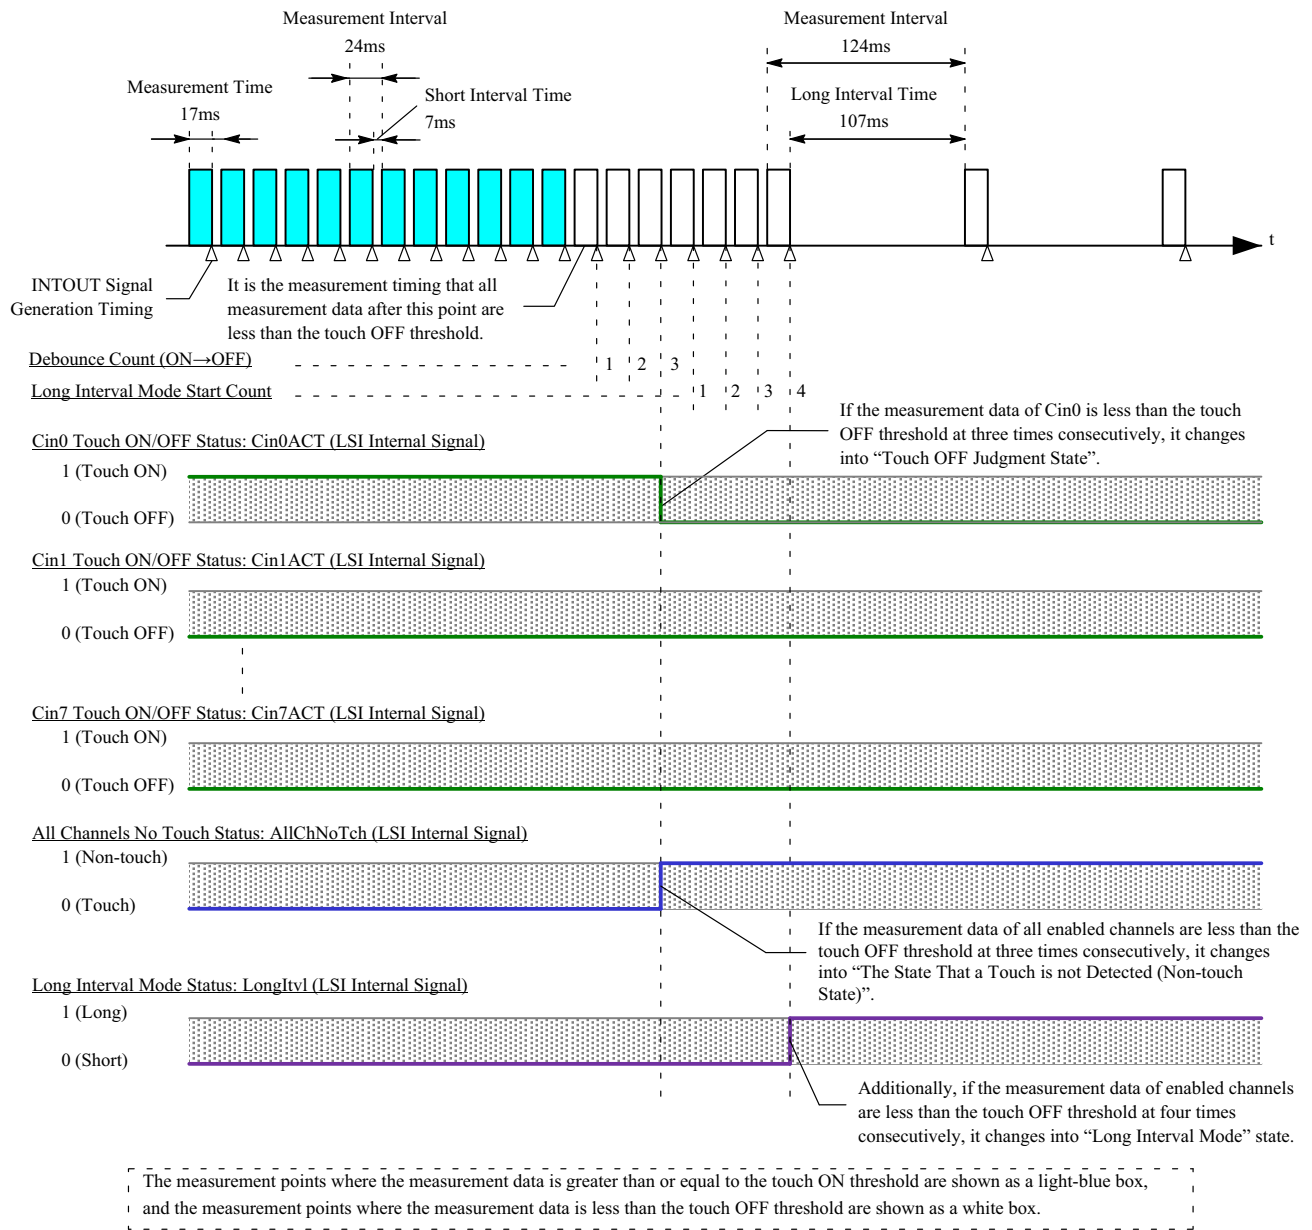 Measurement Interval
24ms
Measurement Interval
124ms
Measurement Time
17ms
Short Interval Time
7ms
Long Interval Time
107ms
t
INTOUT Signal
Generation Timing
It is the measurement timing that all
measurement data after this point are
less than the touch OFF threshold.
Debounce Count (ON→OFF)
1 2 3
Long Interval Mode Start Count
1 2 3 4
If the measurement data of Cin0 is less than the touch
OFF threshold at three times consecutively, it changes
into “Touch OFF Judgment State”.
Cin0 Touch ON/OFF Status: Cin0ACT (LSI Internal Signal)
1 (Touch ON)
0 (Touch OFF)
Cin1 Touch ON/OFF Status: Cin1ACT (LSI Internal Signal)
1 (Touch ON)
0 (Touch OFF)
Cin7 Touch ON/OFF Status: Cin7ACT (LSI Internal Signal)
1 (Touch ON)
0 (Touch OFF)
All Channels No Touch Status: AllChNoTch (LSI Internal Signal)
1 (Non-touch)
0 (Touch)
If the measurement data of all enabled channels are less than the
touch OFF threshold at three times consecutively, it changes
into “The State That a Touch is not Detected (Non-touch
State)”.
Long Interval Mode Status: LongItvl (LSI Internal Signal)
1 (Long)
0 (Short)
Additionally, if the measurement data of enabled channels
are less than the touch OFF threshold at four times
consecutively, it changes into “Long Interval Mode” state.
The measurement points where the measurement data is greater than or equal to the touch ON threshold are shown as a light-blue box,
and the measurement points where the measurement data is less than the touch OFF threshold are shown as a white box.